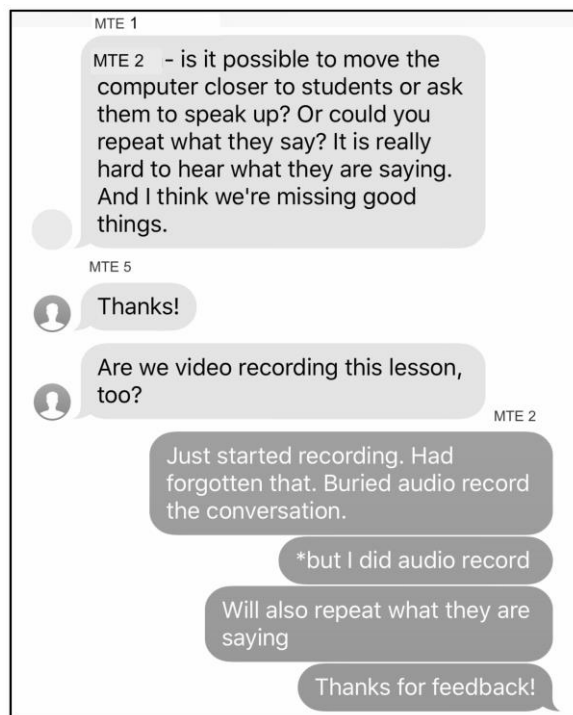 MTE 1
MTE 2 - is it possible to move the
computer closer to students or ask
them to speak up? Or could you
repeat what they say? It is really
hard to hear what they are saying.
And I think we're missing good
things.
MTE 5
Thanks!
Are we video recording this lesson,
too?
MTE 2
Just started recording. Had
forgotten that. Buried audio record
the conversation.
*but I did audio record
Will also repeat what they are
saying
Thanks for feedback!